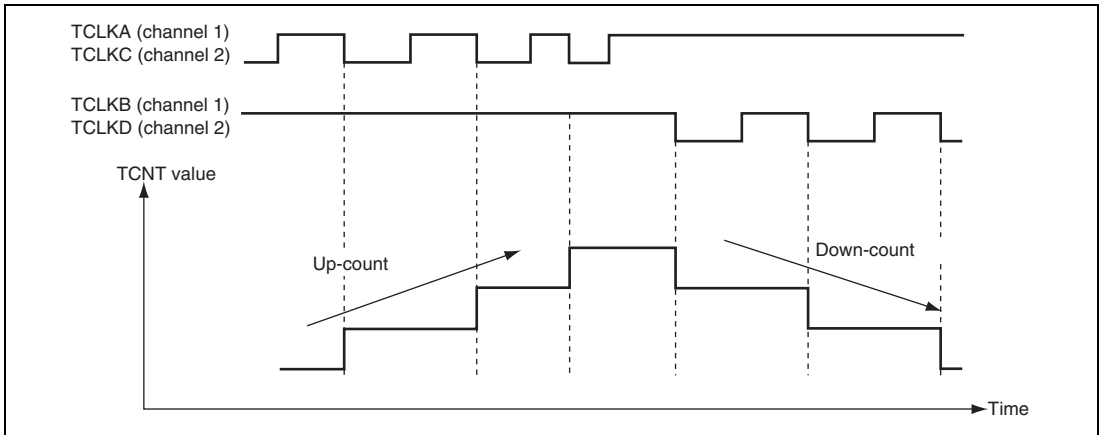 TCLKA (channel 1)
TCLKC (channel 2)
TCLKB (channel 1)
TCLKD (channel 2)
TCNT value
Up-count
Down-count
Time